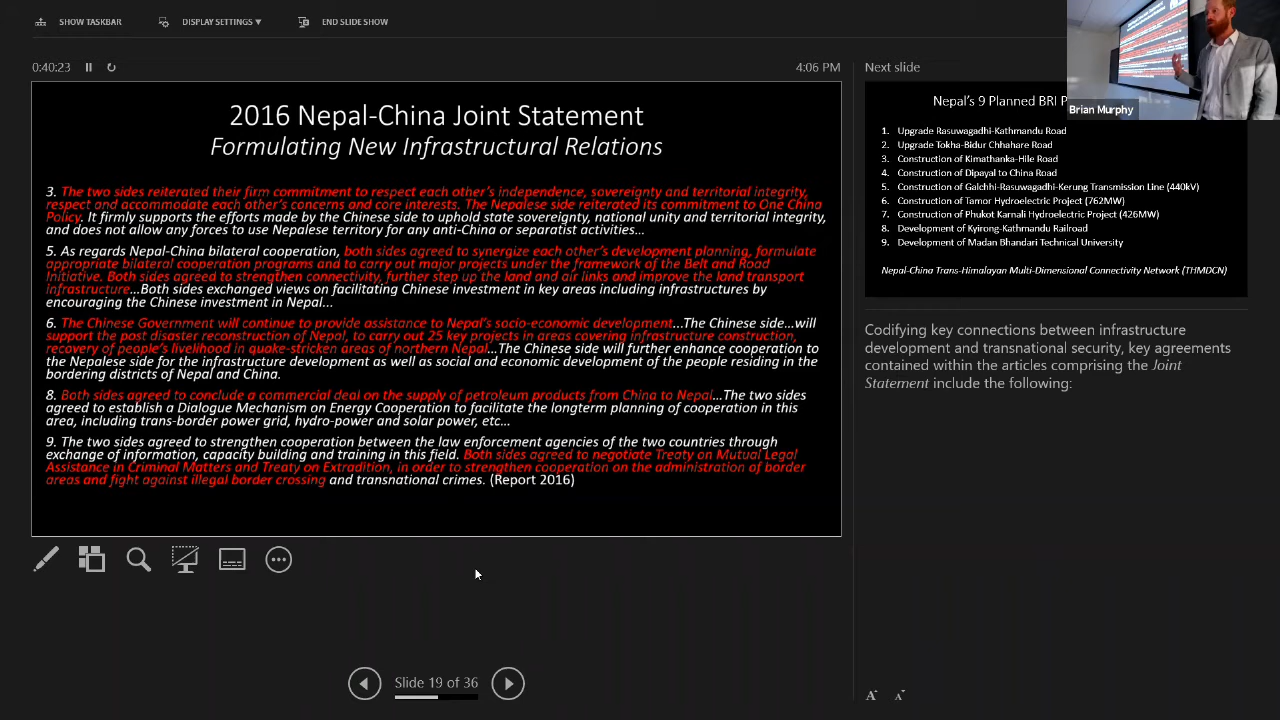 SHOW TASKBAR
DISPLAY SETTINGS ▼
END SLIDE SHOW
0:40:23
4:06 PM
2016 Nepal-China Joint Statement
Formulating New Infrastructural Relations
3. The two sides reiterated their firm commitment to respect each other's independence, sovereignty and territorial integrity,
respect and accommodate each other's concerns and core interests. The Nepalese side reiterated its commitment to One China
Policy. It firmly supports the efforts made by the Chinese side to uphold state sovereignty, national unity and territorial integrity,
and does not allow any forces to use Nepalese territory for any anti-China or separatist activities…
5. As regards Nepal-China bilateral cooperation, both sides agreed to synergize each other's development planning, formulate
appropriate bilateral cooperation programs and to carry out major projects under the framework of the Belt and Road
Initiative. Both sides agreed to strengthen connectivity, further step up the land and air links and improve the land transport
infrastructure…Both sides exchanged views on facilitating Chinese investment in key areas including infrastructures by
encouraging the Chinese investment in Nepal…
6. The Chinese Government will continue to provide assistance to Nepal's socio-economic development…The Chinese side…will
support the post disaster reconstruction of Nepal, to carry out 25 key projects in areas covering infrastructure construction,
recovery of people's livelihood in quake-stricken areas of northern Nepal…The Chinese side will further enhance cooperation to
the Nepalese side for the infrastructure development as well as social and economic development of the people residing in the
bordering districts of Nepal and China.
8. Both sides agreed to conclude a commercial deal on the supply of petroleum products from China to Nepal…The two sides
agreed to establish a Dialogue Mechanism on Energy Cooperation to facilitate the longterm planning of cooperation in this
area, including trans-border power grid, hydro-power and solar power, etc…
9. The two sides agreed to strengthen cooperation between the law enforcement agencies of the two countries through
exchange of information, capacity building and training in this field. Both sides agreed to negotiate Treaty on Mutual Legal
Assistance in Criminal Matters and Treaty on Extradition, in order to strengthen cooperation on the administration of border
areas and fight against illegal border crossing and transnational crimes. (Report 2016)
Slide 19 of 36
Next slide
Brian Murphy
Nepal's 9 Planned BRI P
1. Upgrade Rasuwagadhi-Kathmandu Road
2. Upgrade Tokha-Bidur Chhahare Road
3. Construction of Kimathanka-Hile Road
4. Construction of Dipayal to China Road
5. Construction of Galchhi-Rasuwagadhi-Kerung Transmission Line (440kV)
6. Construction of Tamor Hydroelectric Project (762MW)
7. Construction of Phukot Karnali Hydroelectric Project (426MW)
8. Development of Kyirong-Kathmandu Railroad
9. Development of Madan Bhandari Technical University
Nepal-China Trans-Himalayan Multi-Dimensional Connectivity Network (THMDCN)
Codifying key connections between infrastructure
development and transnational security, key agreements
contained within the articles comprising the Joint
Statement include the following:
A
A